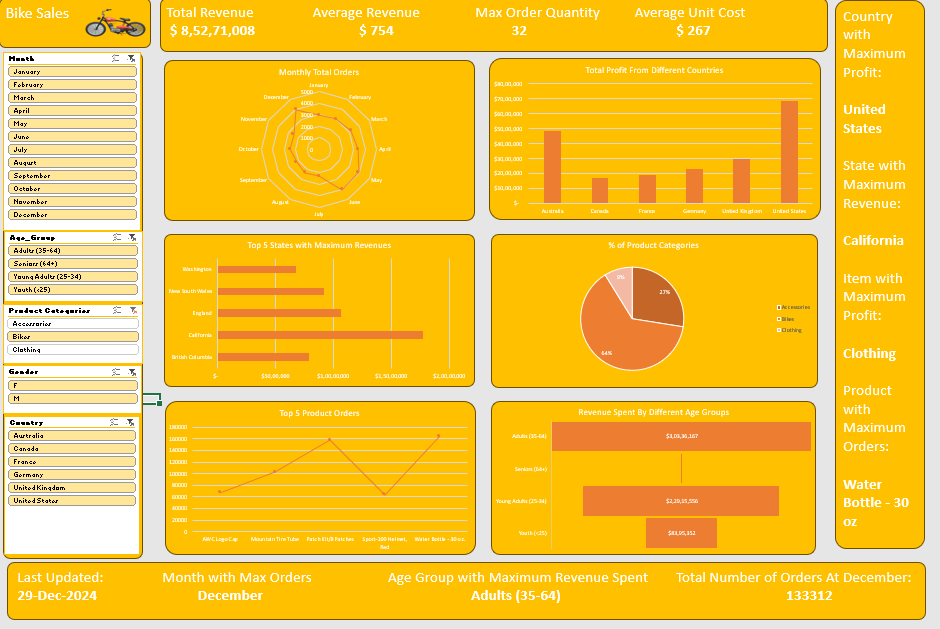 Bike Sales
Total Revenue
$ 8,52,71,008
Average Revenue
$ 754
Max Order Quantity
32
Average Unit Cost
$ 267
Month
January
February
March
April
May
June
July
August
September
October
November
December
Age_Group
Adults (35-64)
Seniors (64+)
Young Adults (25-34)
Youth (<25)
Product Categories
Accessories
Bikes
Clothing
Gender
F
M
Country
Australia
Canada
France
Germany
United Kingdom
United States
Monthly Total Orders
January
February
March
April
May
June
July
August
September
October
November
December
5000
4000
3000
2000
1000
0
Total Profit From Different Countries
$80,00,000
$70,00,000
$60,00,000
$50,00,000
$40,00,000
$30,00,000
$20,00,000
$10,00,000
$-
Australia
Canada
France
Germany
United Kingdom
United States
Top 5 States with Maximum Revenues
Washington
New South Wales
England
California
British Columbia
$-
$50,00,000
$1,00,00,000
$1,50,00,000
$2,00,00,000
% of Product Categories
9%
27%
64%
Accessories
Bikes
Clothing
Top 5 Product Orders
180000
160000
140000
120000
100000
80000
60000
40000
20000
0
AWC Logo Cap
Mountain Tire Tube
Patch Kit/8 Patches
Sport-100 Helmet,
Red
Water Bottle - 30 oz.
Revenue Spent By Different Age Groups
Adults (35-64)
Seniors (64+)
Young Adults (25-34)
Youth (<25)
Country
with
Maximum
Profit:
United
States
State with
Maximum
Revenue:
California
Item with
Maximum
Profit:
Clothing
Product
with
Maximum
Orders:
Water
Bottle - 30
oz
Last Updated:
29-Dec-2024
Month with Max Orders
December
Age Group with Maximum Revenue Spent
Adults (35-64)
Total Number of Orders At December:
133312